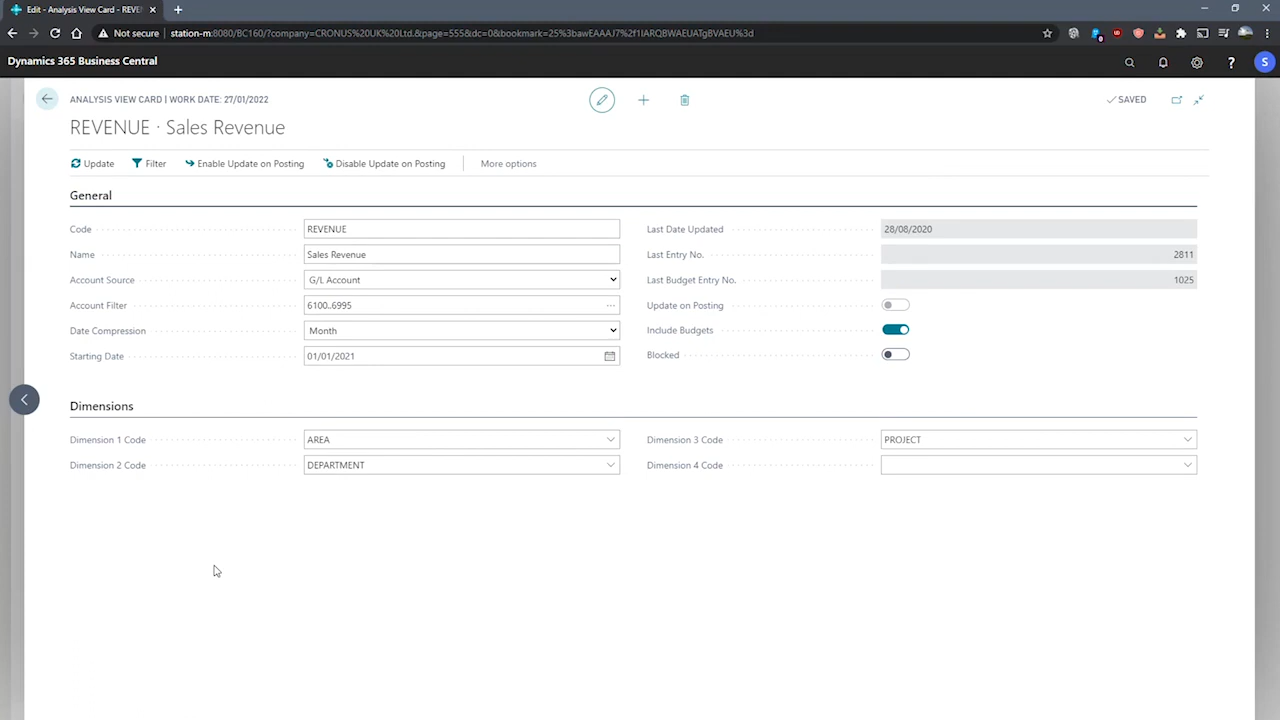 Edit - Analysis View Card - REVE
Not secure
station-m:8080/BC160/?company=CRONUS%20UK%20Ltd.&page=555&dc=0&bookmark=25%3bawEAAAJ7%2f1IARQBWAEUATgBVAEU%3d
Dynamics 365 Business Central
S
ANALYSIS VIEW CARD | WORK DATE: 27/01/2022
SAVED
REVENUE · Sales Revenue
Update
Filter
Enable Update on Posting
Disable Update on Posting
More options
General
Code
REVENUE
Name
Sales Revenue
Account Source
G/L Account
Account Filter
6100..6995
Date Compression
Month
Starting Date
01/01/2021
Last Date Updated
28/08/2020
Last Entry No.
2811
Last Budget Entry No.
1025
Update on Posting
Include Budgets
Blocked
Dimensions
Dimension 1 Code
AREA
Dimension 2 Code
DEPARTMENT
Dimension 3 Code
PROJECT
Dimension 4 Code